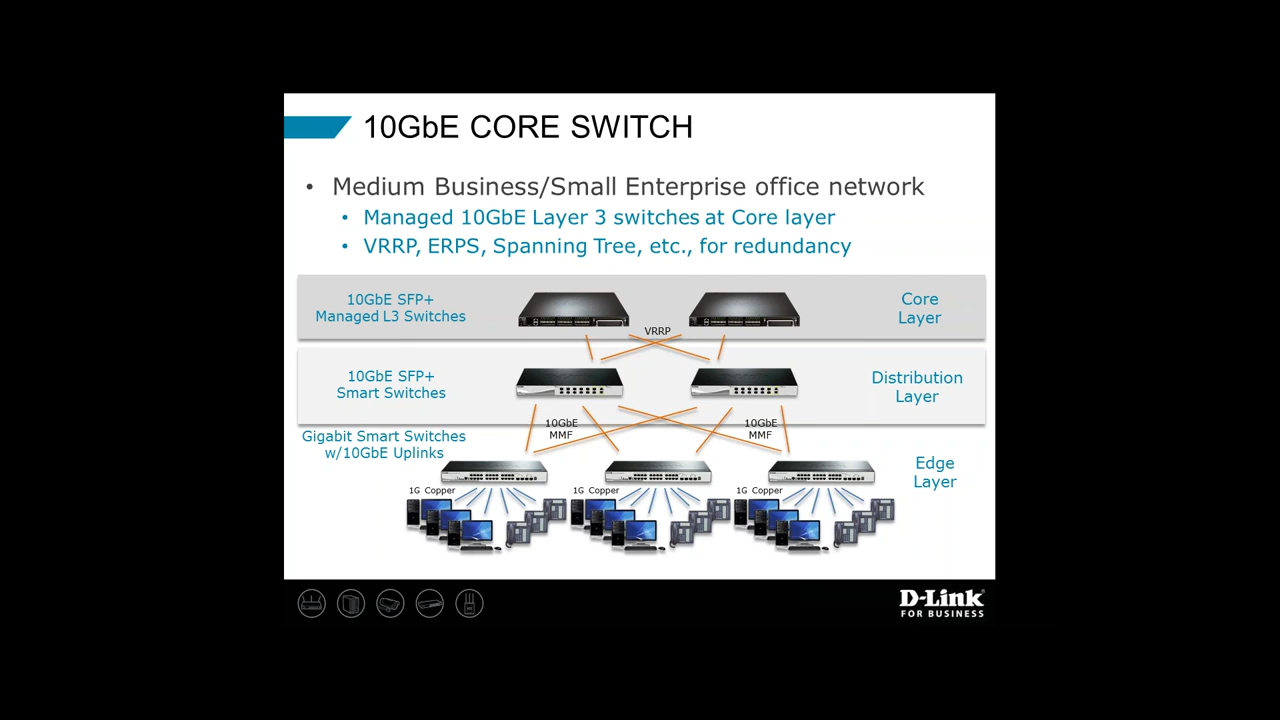 10GbE CORE SWITCH
• Medium Business/Small Enterprise office network
• Managed 10GbE Layer 3 switches at Core layer
• VRRP, ERPS, Spanning Tree, etc., for redundancy
10GbE SFP+
Managed L3 Switches
Core
Layer
VRRP
10GbE SFP+
Smart Switches
Distribution
Layer
10GbE
MMF
10GbE
MMF
Gigabit Smart Switches
w/10GbE Uplinks
Edge
Layer
1G Copper
1G Copper
1G Copper
D-Link
FOR BUSINESS